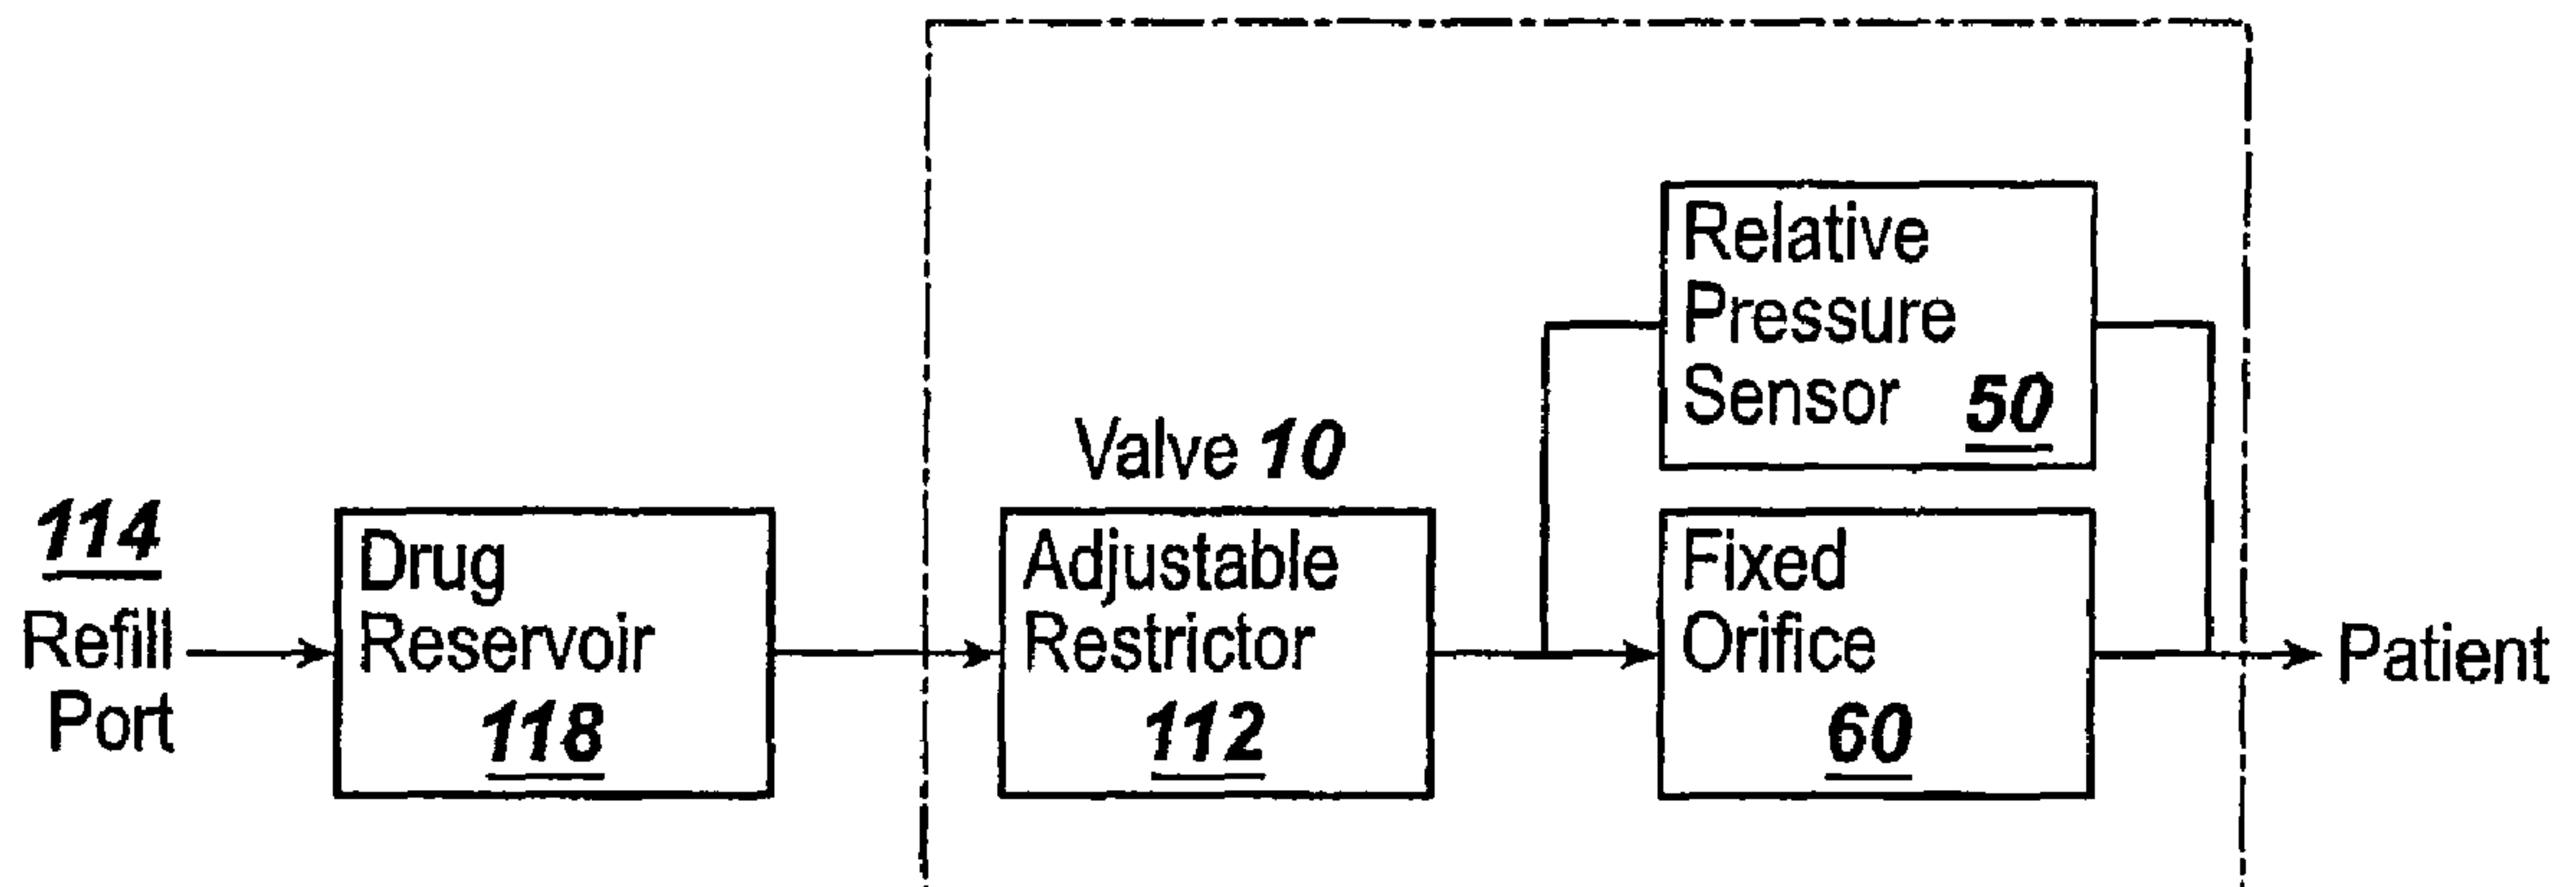 114
Refill
Port
Drug
Reservoir
118
Valve 10
Adjustable
Restrictor
112
Relative
Pressure
Sensor 50
Fixed
Orifice
60
Patient